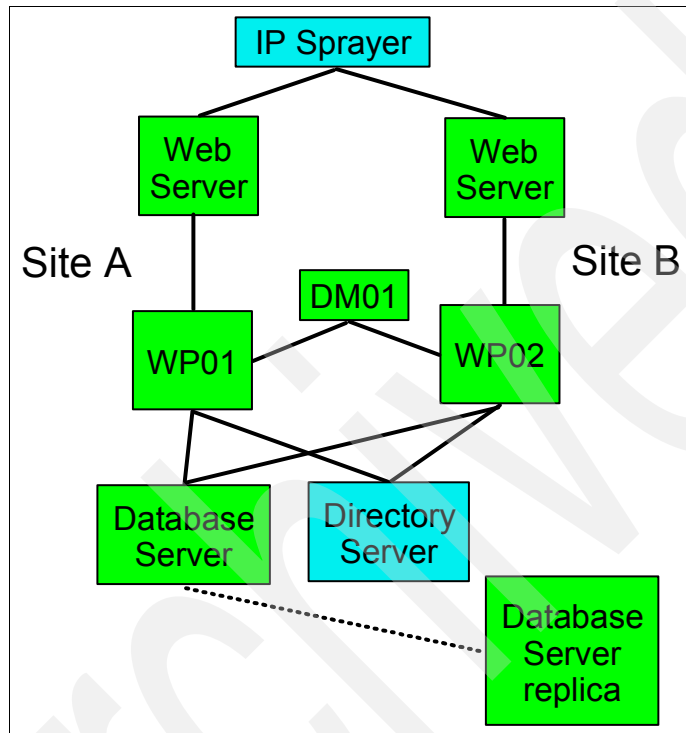 IP Sprayer
Web
Server
Web
Server
Site A
Site B
DM01
WP01
WP02
Database
Server
Directory
Server
Database
Server
replica